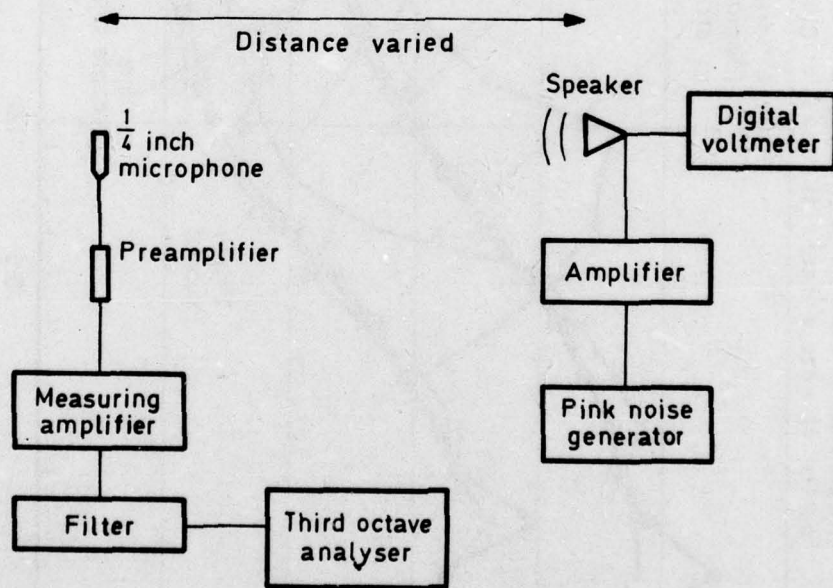 Distance varied
Speaker
Digital
voltmeter
1/4 inch
microphone
Preamplifier
Amplifier
Measuring
amplifier
Pink noise
generator
Filter
Third octave
analyser